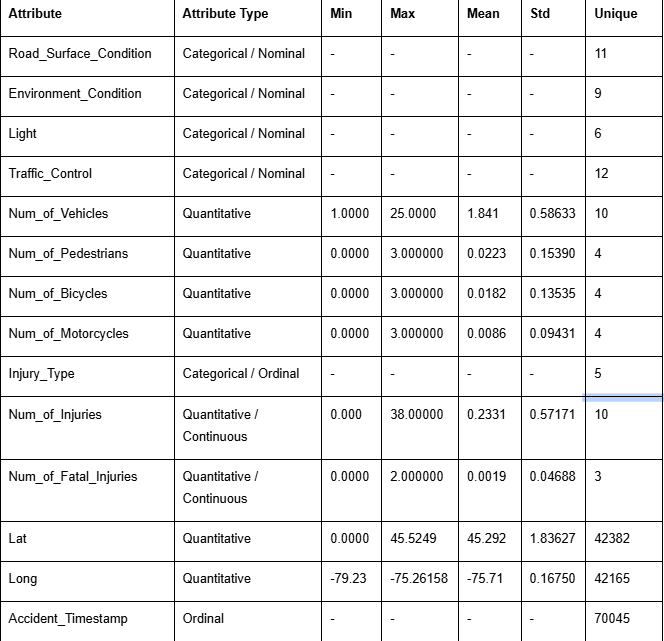 Attribute Attribute Type Min Max Mean Std Unique
Road_Surface_Condition Categorical / Nominal - - - - 11
Environment_Condition Categorical / Nominal - - - - 9
Light Categorical / Nominal - - - - 6
Traffic_Control Categorical / Nominal - - - - 12
Num_of_Vehicles Quantitative 1.0000 25.0000 1.841 0.58633 10
Num_of_Pedestrians Quantitative 0.0000 3.000000 0.0223 0.15390 4
Num_of_Bicycles Quantitative 0.0000 3.000000 0.0182 0.13535 4
Num_of_Motorcycles Quantitative 0.0000 3.000000 0.0086 0.09431 4
Injury_Type Categorical / Ordinal - - - - 5
Num_of_Injuries Quantitative / 0.000 38.00000 0.2331 0.57171 10
Continuous
Num_of_Fatal_Injuries Quantitative / 0.0000 2.000000 0.0019 0.04688 3
Continuous
Lat Quantitative 0.0000 45.5249 45.292 1.83627 42382
Long Quantitative -79.23 -75.26158 -75.71 0.16750 42165
Accident_Timestamp Ordinal - - - - 70045